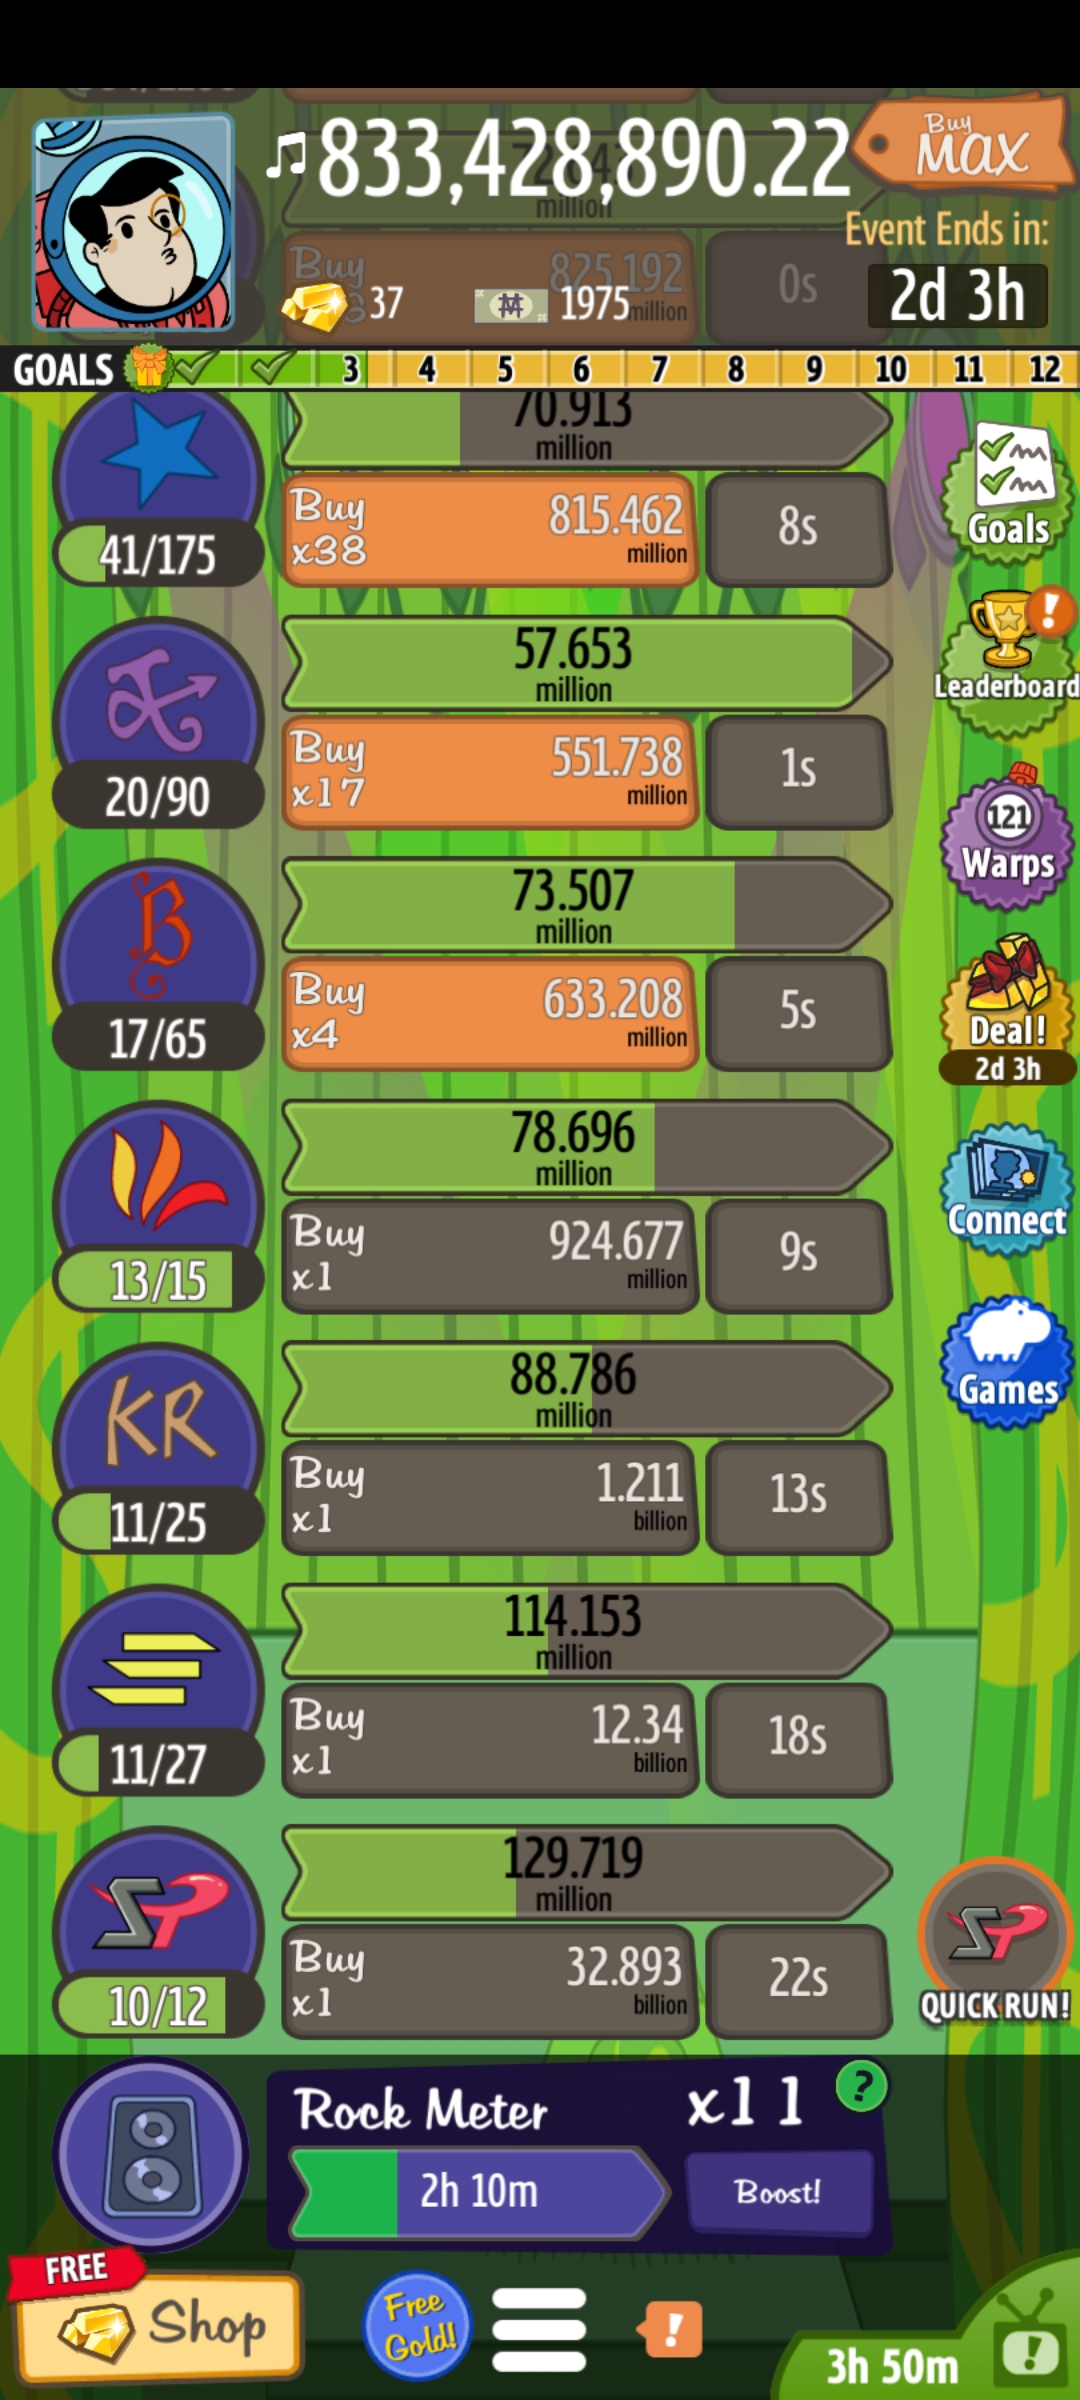 ♫833,428,890.22
Buy
MAX
Event Ends in:
2d 3h
million
Buy
825.192
million
0s
37
1975
GOALS 3 4 5 6 7 8 9 10 11 12
70.913
million
41/175
Buy
x38
815.462
million
8s
Goals
57.653
million
20/90
Buy
x17
551.738
million
1s
Leaderboard
73.507
million
17/65
Buy
x4
633.208
million
5s
121
Warps
Deal!
2d 3h
78.696
million
13/15
Buy
x1
924.677
million
9s
Connect
88.786
million
KR
11/25
Buy
x1
1.211
billion
13s
Games
114.153
million
11/27
Buy
x1
12.34
billion
18s
129.719
million
SP
10/12
Buy
x1
32.893
billion
22s
SP
QUICK RUN!
Rock Meter
x11
?
2h 10m
Boost!
FREE
Shop
Free
Gold!
!
3h 50m
!